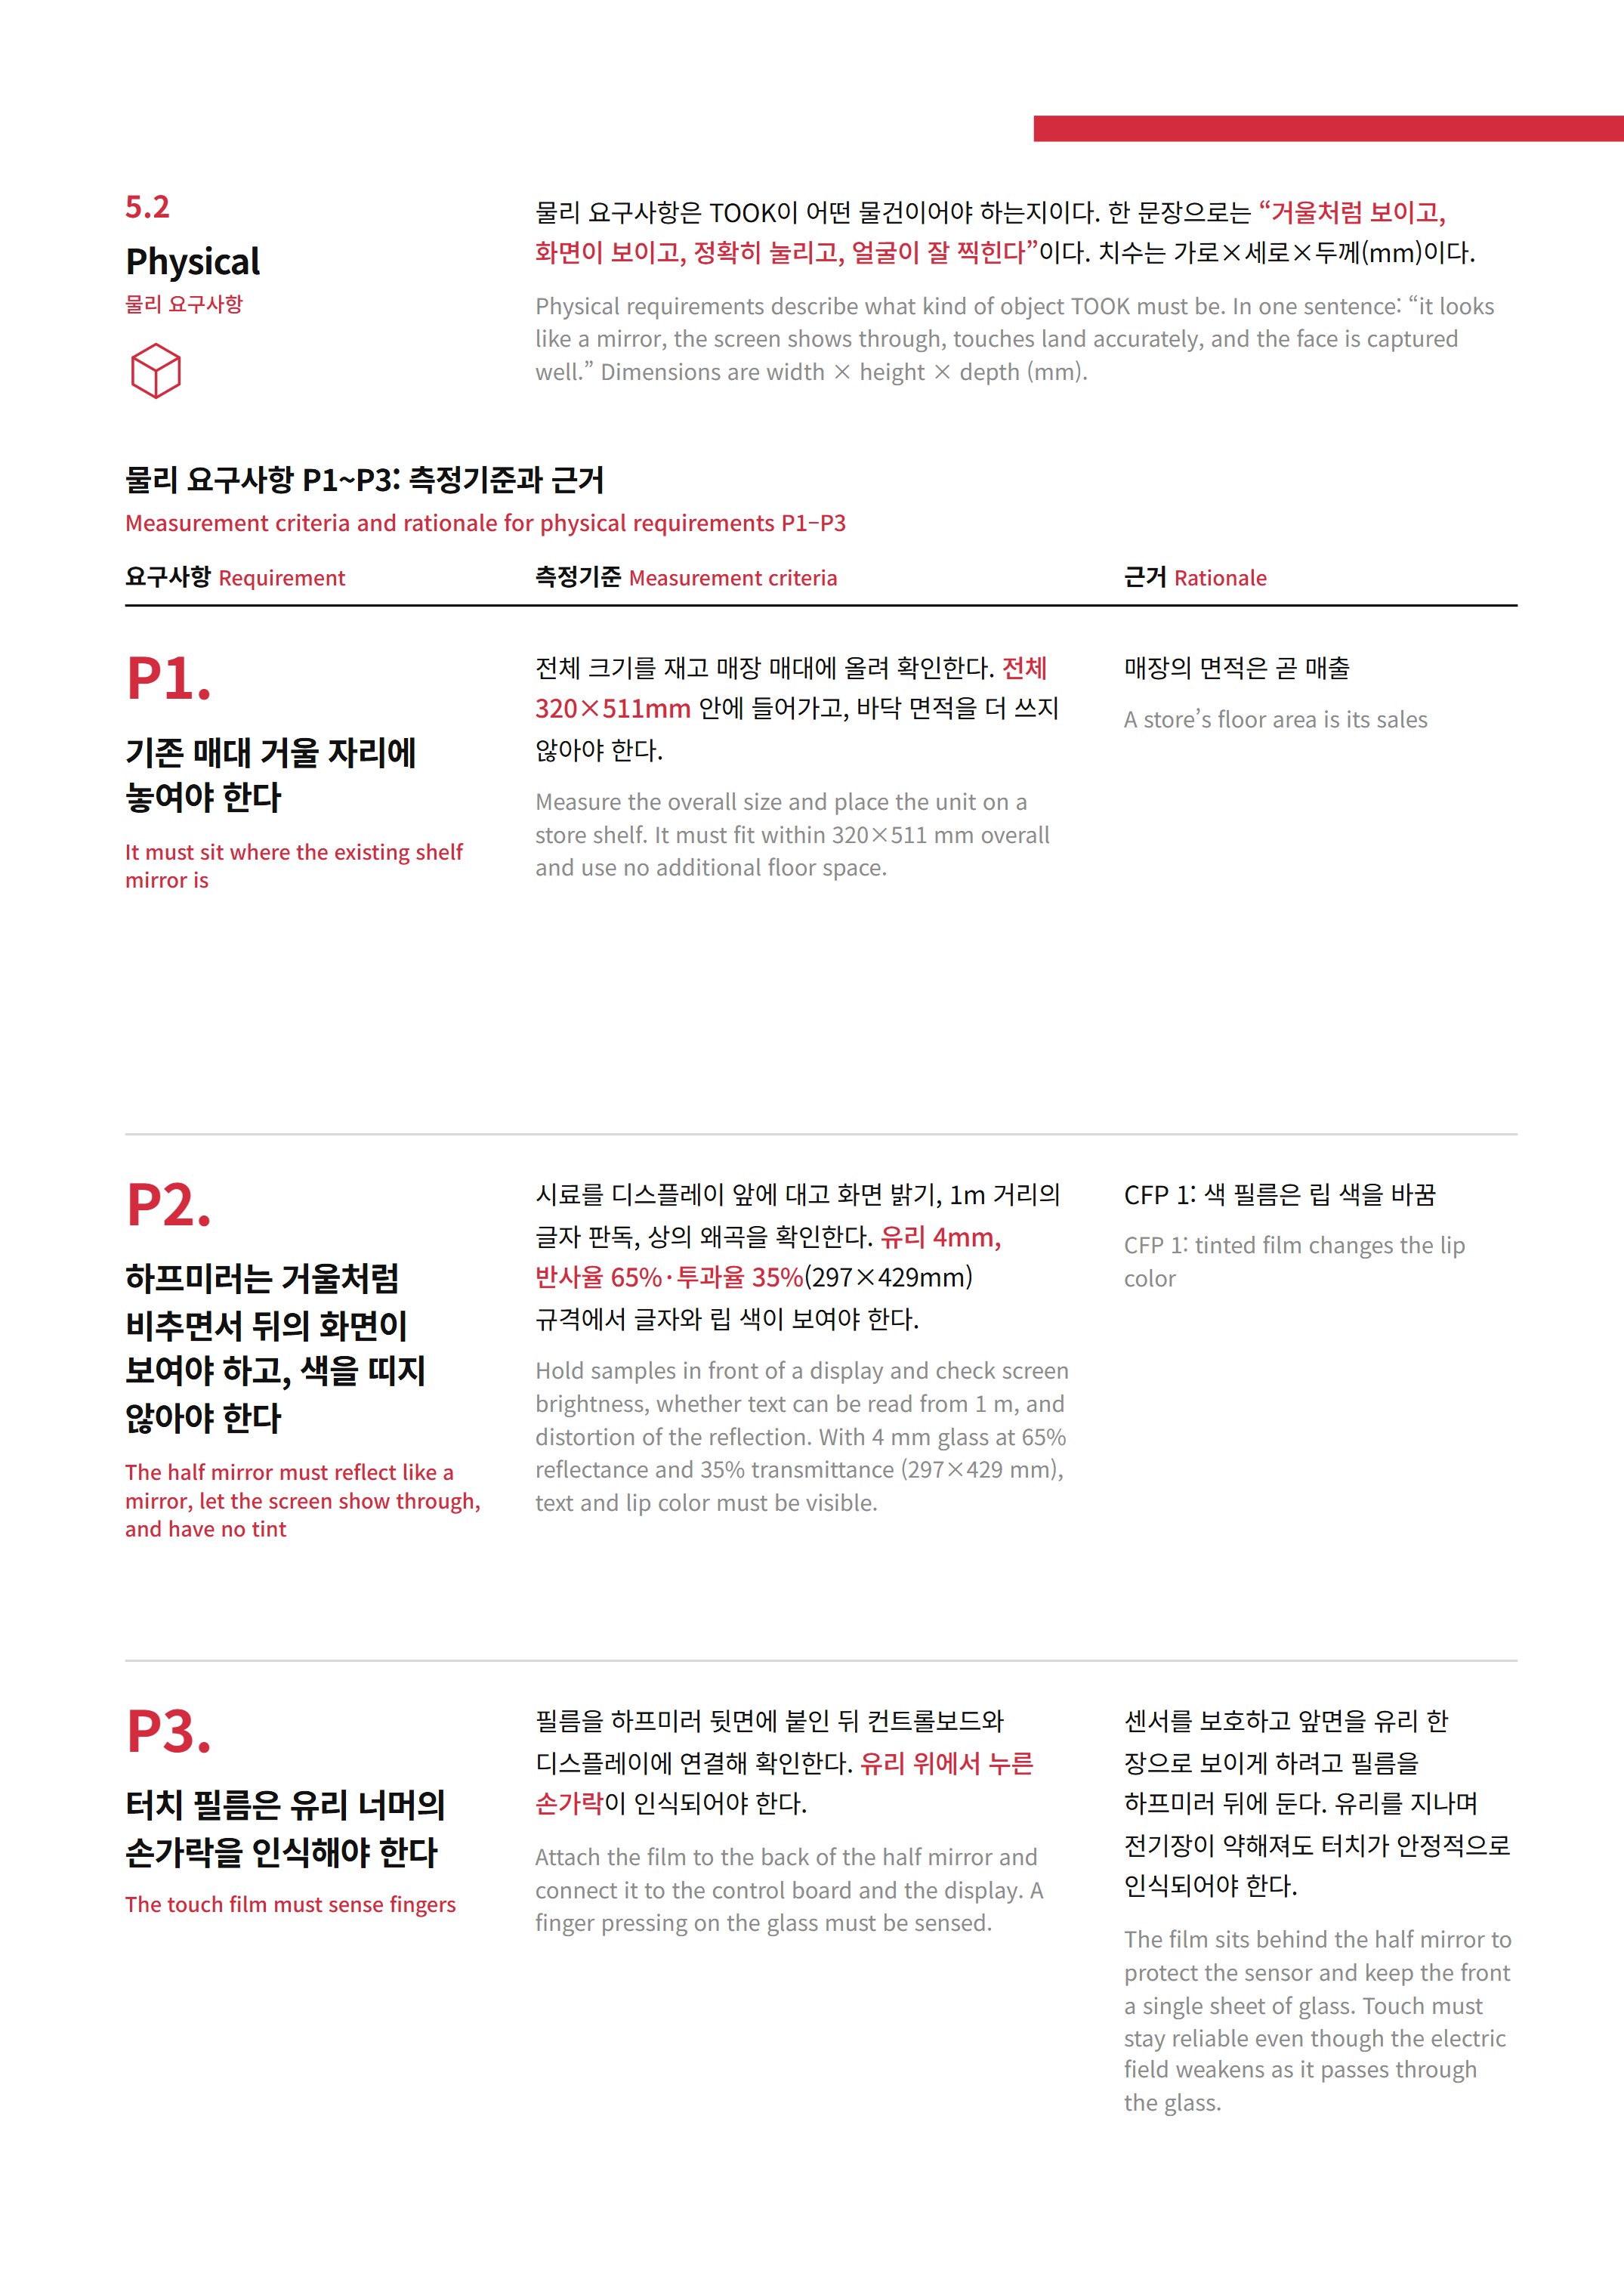 5.2
Physical
물리 요구사항
물리 요구사항은 TOOK이 어떤 물건이어야 하는지이다. 한 문장으로는 “거울처럼 보이고,
화면이 보이고, 정확히 눌리고, 얼굴이 잘 찍힌다”이다. 치수는 가로×세로×두께(mm)이다.
Physical requirements describe what kind of object TOOK must be. In one sentence: “it looks
like a mirror, the screen shows through, touches land accurately, and the face is captured
well.” Dimensions are width × height × depth (mm).
물리 요구사항 P1~P3: 측정기준과 근거
Measurement criteria and rationale for physical requirements P1–P3
요구사항 Requirement
측정기준 Measurement criteria
근거 Rationale
P1.
기존 매대 거울 자리에
놓여야 한다
It must sit where the existing shelf
mirror is
전체 크기를 재고 매장 매대에 올려 확인한다. 전체
320×511mm 안에 들어가고, 바닥 면적을 더 쓰지
않아야 한다.
Measure the overall size and place the unit on a
store shelf. It must fit within 320×511 mm overall
and use no additional floor space.
매장의 면적은 곧 매출
A store’s floor area is its sales
P2.
하프미러는 거울처럼
비추면서 뒤의 화면이
보여야 하고, 색을 띠지
않아야 한다
The half mirror must reflect like a
mirror, let the screen show through,
and have no tint
시료를 디스플레이 앞에 대고 화면 밝기, 1m 거리의
글자 판독, 상의 왜곡을 확인한다. 유리 4mm,
반사율 65%·투과율 35%(297×429mm)
규격에서 글자와 립 색이 보여야 한다.
Hold samples in front of a display and check screen
brightness, whether text can be read from 1 m, and
distortion of the reflection. With 4 mm glass at 65%
reflectance and 35% transmittance (297×429 mm),
text and lip color must be visible.
CFP 1: 색 필름은 립 색을 바꿈
CFP 1: tinted film changes the lip
color
P3.
터치 필름은 유리 너머의
손가락을 인식해야 한다
The touch film must sense fingers
필름을 하프미러 뒷면에 붙인 뒤 컨트롤보드와
디스플레이에 연결해 확인한다. 유리 위에서 누른
손가락이 인식되어야 한다.
Attach the film to the back of the half mirror and
connect it to the control board and the display. A
finger pressing on the glass must be sensed.
센서를 보호하고 앞면을 유리 한
장으로 보이게 하려고 필름을
하프미러 뒤에 둔다. 유리를 지나며
전기장이 약해져도 터치가 안정적으로
인식되어야 한다.
The film sits behind the half mirror to
protect the sensor and keep the front
a single sheet of glass. Touch must
stay reliable even though the electric
field weakens as it passes through
the glass.